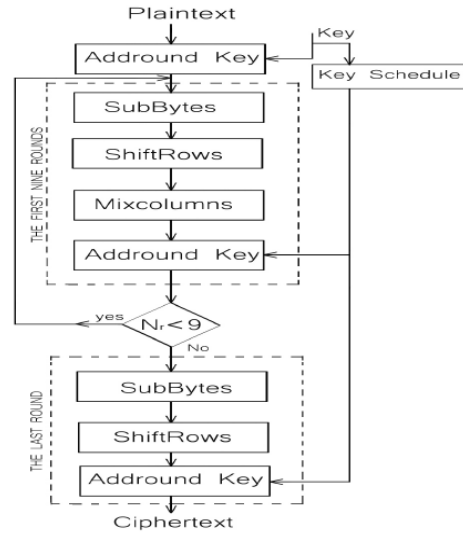 Plaintext
Key
Addround Key
Key Schedule
THE FIRST NINE ROUNDS
SubBytes
ShiftRows
Mixcolumns
Addround Key
yes
Nr<9
No
THE LAST ROUND
SubBytes
ShiftRows
Addround Key
Ciphertext